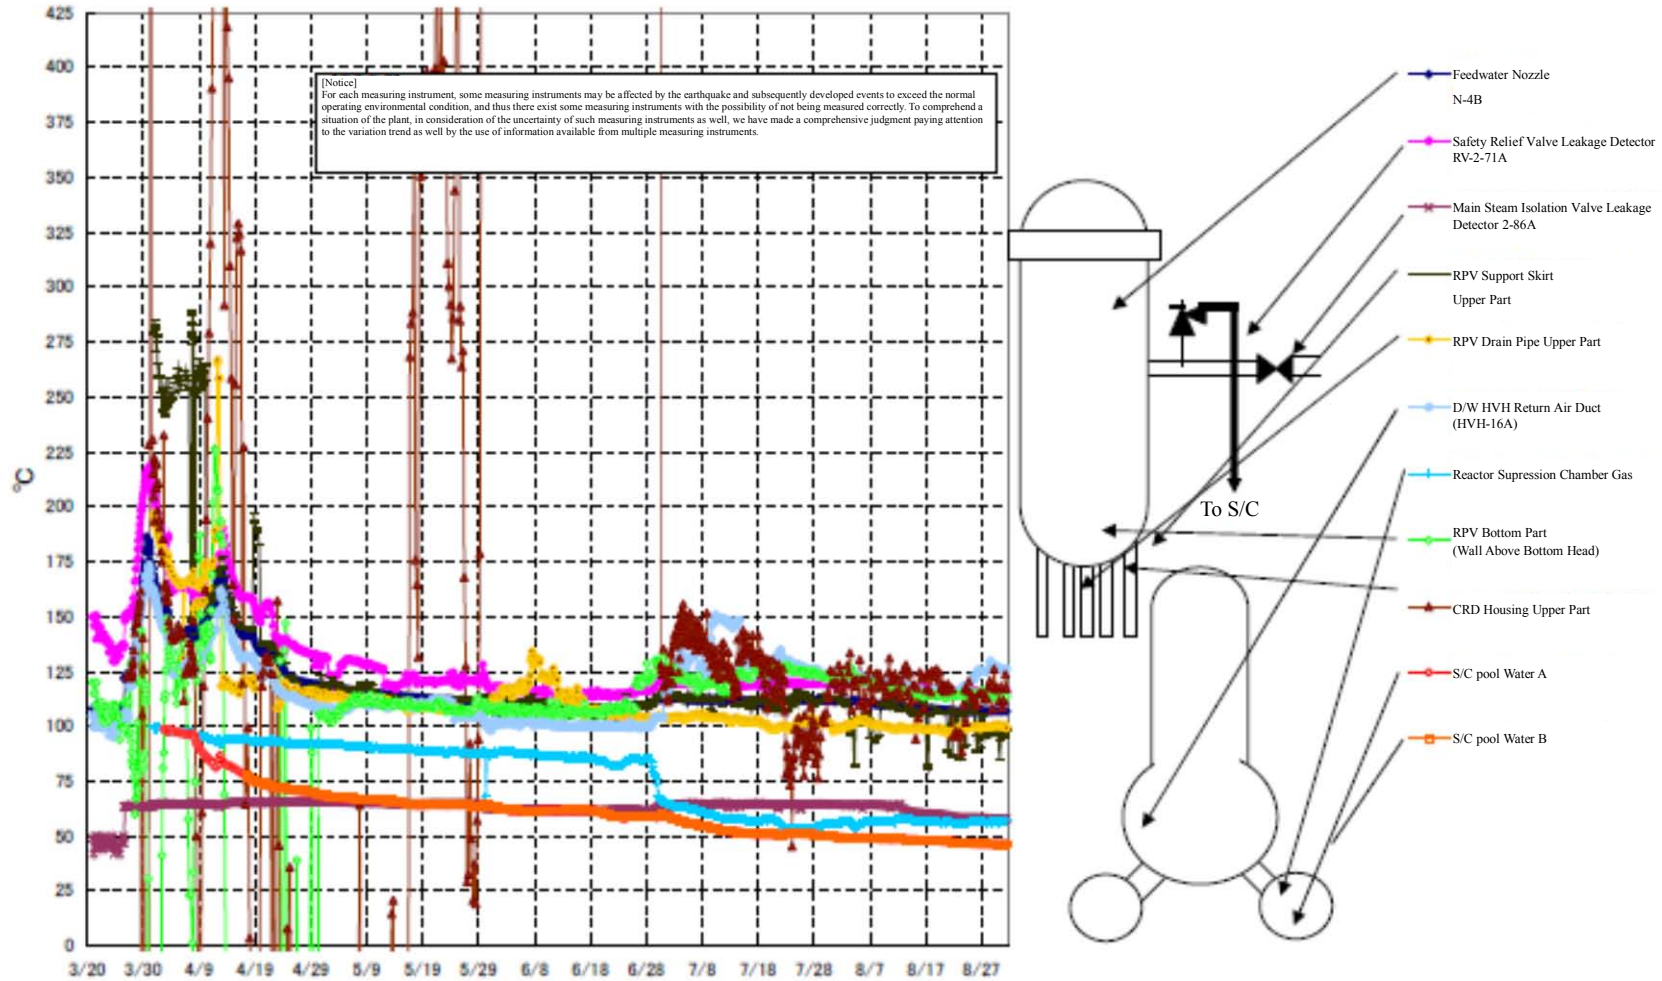 425
400
375
350
325
300
275
250
225
200
175
150
125
100
75
50
25
0
°C
3/20 3/30 4/9 4/19 4/29 5/9 5/19 5/29 6/8 6/18 6/28 7/8 7/18 7/28 8/7 8/17 8/27
[Notice]
For each measuring instrument, some measuring instruments may be affected by the earthquake and subsequently developed events to exceed the normal
operating environmental condition, and thus there exist some measuring instruments with the possibility of not being measured correctly. To comprehend a
situation of the plant, in consideration of the uncertainty of such measuring instruments as well, we have made a comprehensive judgment paying attention
to the variation trend as well by the use of information available from multiple measuring instruments.
To S/C
Feedwater Nozzle
N-4B
Safety Relief Valve Leakage Detector
RV-2-71A
Main Steam Isolation Valve Leakage
Detector 2-86A
RPV Support Skirt
Upper Part
RPV Drain Pipe Upper Part
D/W HVH Return Air Duct
(HVH-16A)
Reactor Supression Chamber Gas
RPV Bottom Part
(Wall Above Bottom Head)
CRD Housing Upper Part
S/C pool Water A
S/C pool Water B